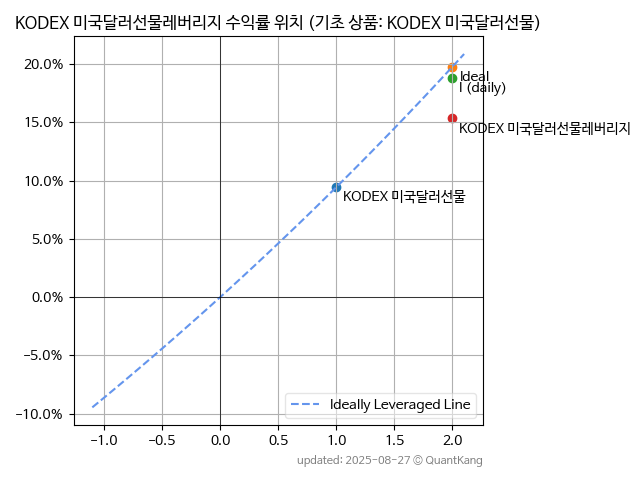 KODEX 미국달러선물레버리지 수익률 위치 (기초 상품: KODEX 미국달러선물)
20.0%
15.0%
10.0%
5.0%
0.0%
−5.0%
−10.0%
Ideal
l (daily)
KODEX 미국달러선물레버리지
KODEX 미국달러선물
Ideally Leveraged Line
−1.0 −0.5 0.0 0.5 1.0 1.5 2.0
updated: 2025-08-27 © QuantKang